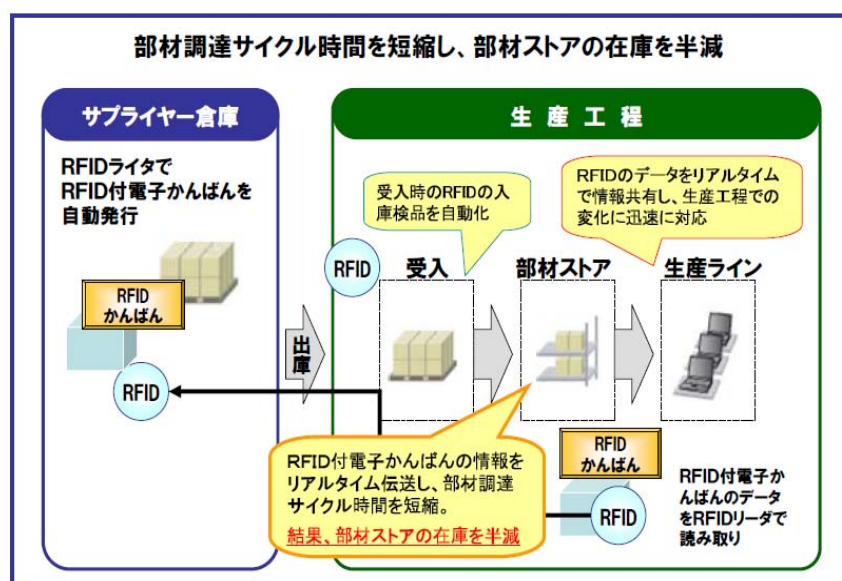 部材調達サイクル時間を短縮し、部材ストアの在庫を半減
サプライヤー倉庫
RFIDライタで
RFID付電子かんばんを
自動発行
RFID
かんばん
RFID
出庫
生産工程
受入時のRFIDの入
庫検品を自動化
RFIDのデータをリアルタイム
で情報共有し、生産工程での
変化に迅速に対応
RFID
受入
部材ストア
生産ライン
RFID付電子かんばんの情報を
リアルタイム伝送し、部材調達
サイクル時間を短縮。
結果、部材ストアの在庫を半減
RFID
かんばん
RFID
RFID付電子か
んばんのデータ
をRFIDリーダで
読み取り